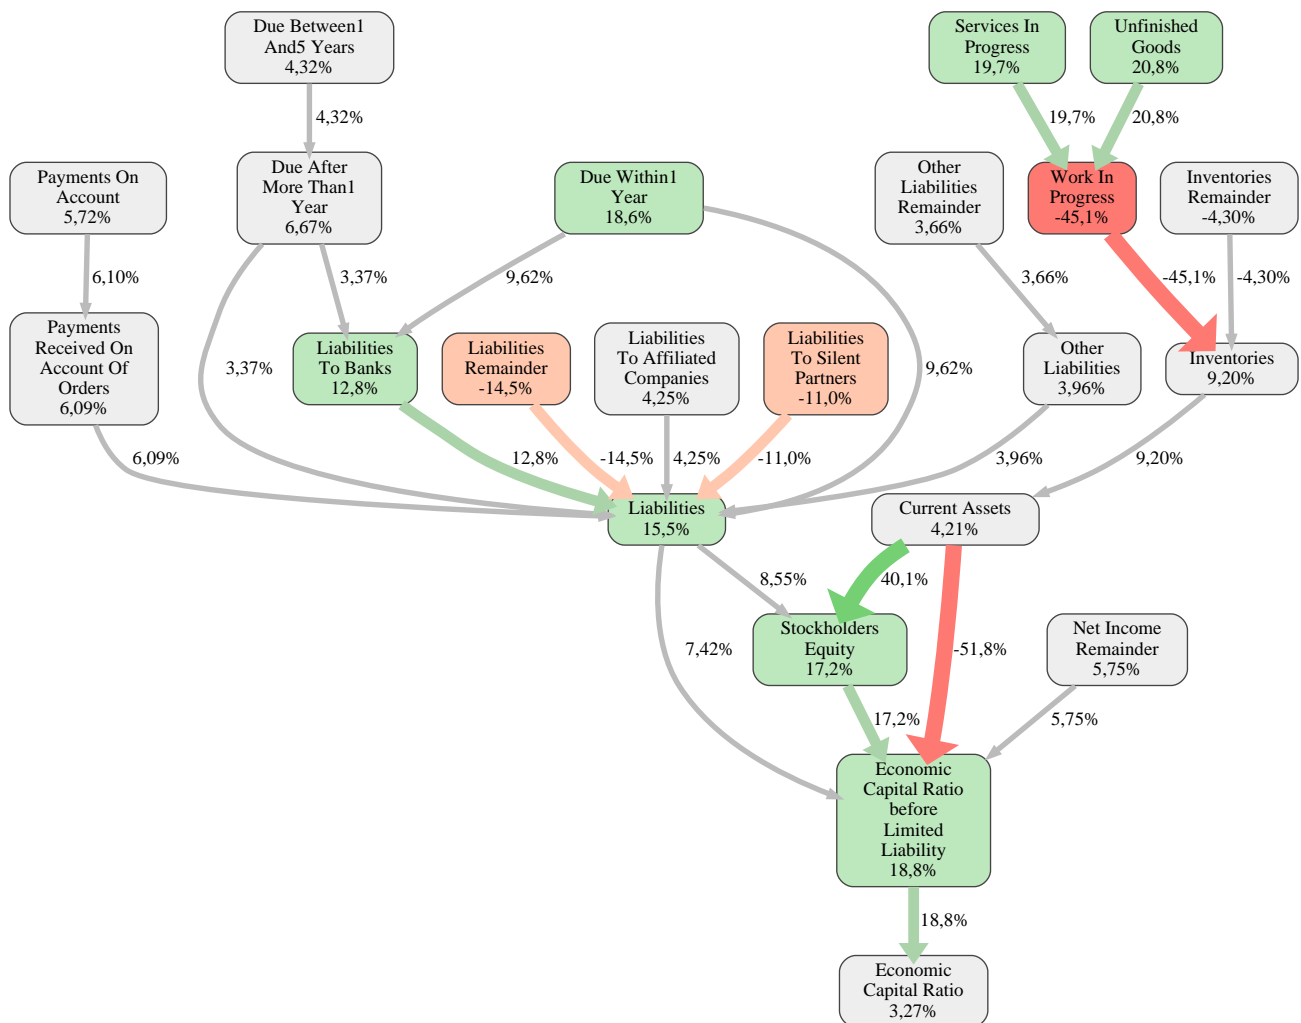 Due Between1
And5 Years
4,32%
Services In
Progress
19,7%
Unfinished
Goods
20,8%
4,32%
19,7%
20,8%
Payments On
Account
5,72%
Due After
More Than1
Year
6,67%
Due Within1
Year
18,6%
Other
Liabilities
Remainder
3,66%
Work In
Progress
-45,1%
Inventories
Remainder
-4,30%
6,10%
3,37%
9,62%
3,66%
-45,1%
-4,30%
Payments
Received On
Account Of
Orders
6,09%
3,37%
Liabilities
To Banks
12,8%
Liabilities
Remainder
-14,5%
Liabilities
To Affiliated
Companies
4,25%
Liabilities
To Silent
Partners
-11,0%
9,62%
Other
Liabilities
3,96%
Inventories
9,20%
6,09%
12,8%
-14,5%
4,25%
-11,0%
3,96%
9,20%
Liabilities
15,5%
Current Assets
4,21%
8,55%
40,1%
7,42%
Stockholders
Equity
17,2%
-51,8%
Net Income
Remainder
5,75%
17,2%
5,75%
Economic
Capital Ratio
before
Limited
Liability
18,8%
18,8%
Economic
Capital Ratio
3,27%